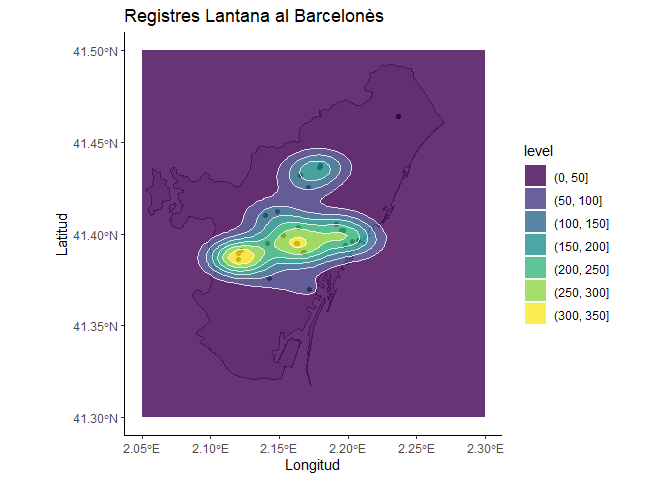 Registres Lantana al Barcelonès
41.50°N
41.45°N
41.40°N
41.35°N
41.30°N
Latitud
2.05°E
2.10°E
2.15°E
2.20°E
2.25°E
2.30°E
Longitud
level
(0, 50]
(50, 100]
(100, 150]
(150, 200]
(200, 250]
(250, 300]
(300, 350]